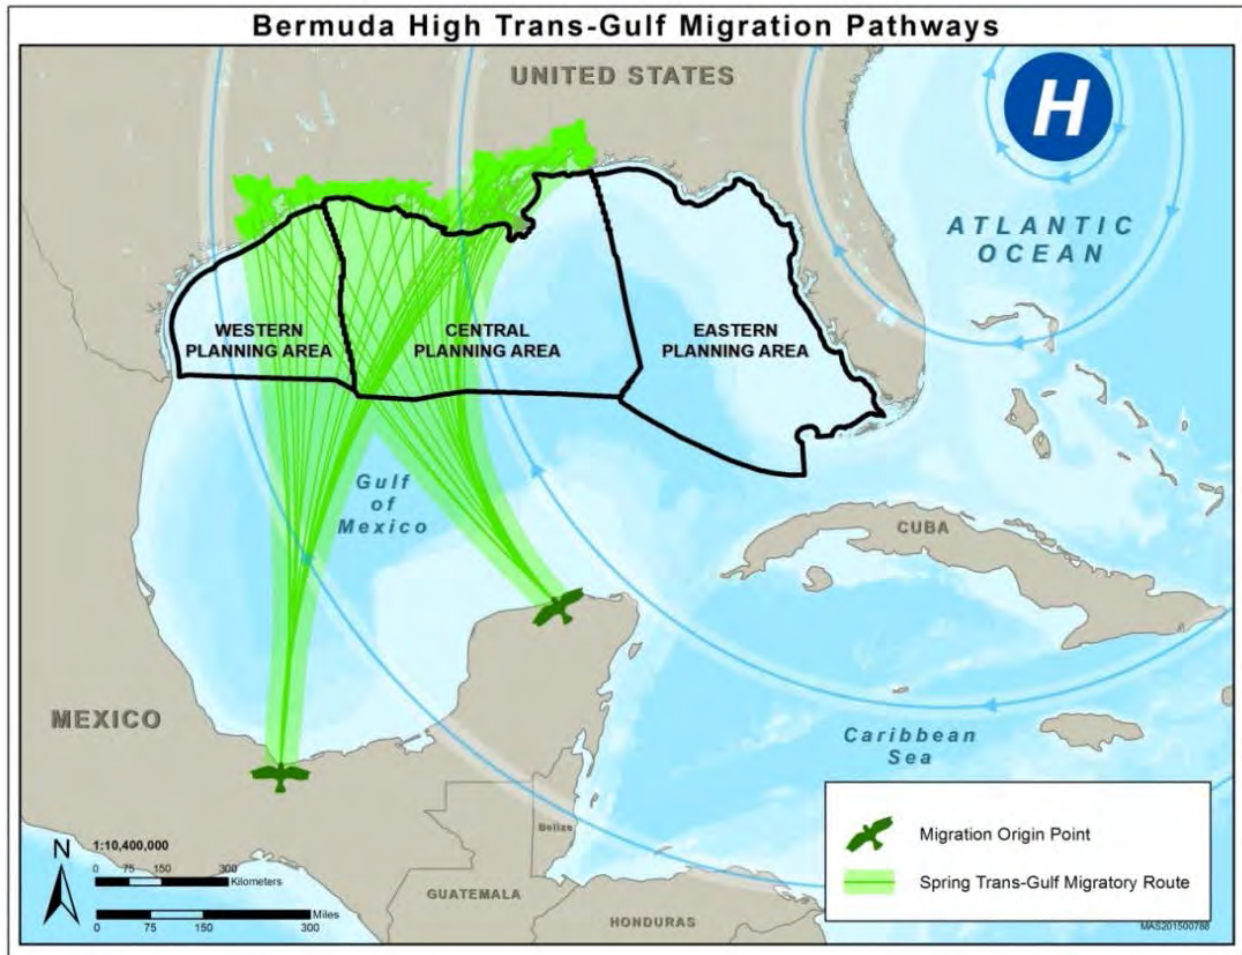 Bermuda High Trans-Gulf Migration Pathways
UNITED STATES
H
ATLANTIC
OCEAN
WESTERN
PLANNING AREA
CENTRAL
PLANNING AREA
EASTERN
PLANNING AREA
Gulf
of
Mexico
CUBA
MEXICO
Caribbean
Sea
Belize
GUATEMALA
HONDURAS
N
1:10,400,000
0 75 150 300
Kilometers
Miles
0 75 150 300
Migration Origin Point
Spring Trans-Gulf Migratory Route
MAS201500786